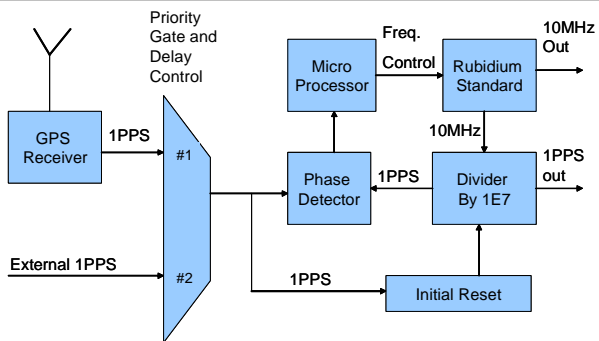 Priority
Gate and
Delay
Control
Freq.
Control
10MHz
Out
Micro
Processor
Rubidium
Standard
10MHz
GPS
Receiver
1PPS
#1
Phase
Detector
1PPS
Divider
By 1E7
1PPS
out
External 1PPS
#2
1PPS
Initial Reset